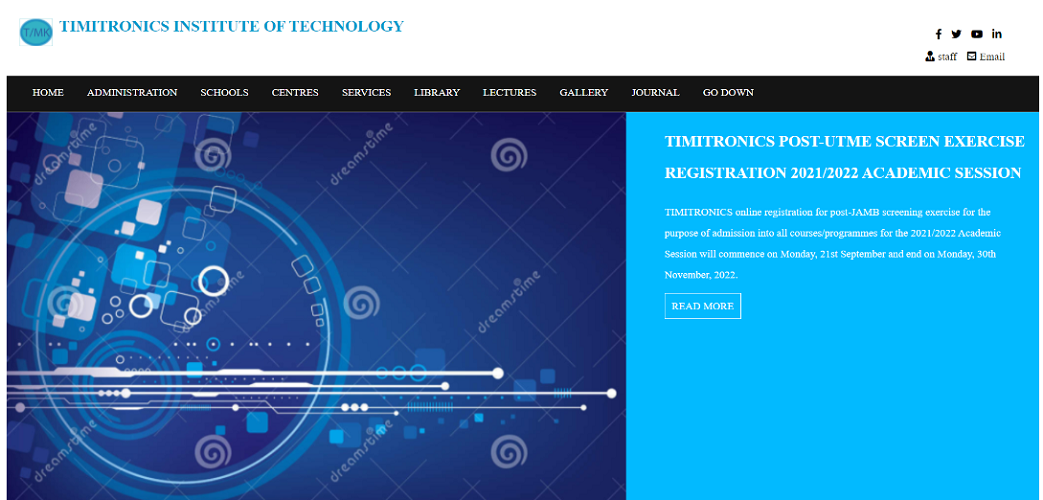 T/MK
TIMITRONICS INSTITUTE OF TECHNOLOGY
staff Email
HOME ADMINISTRATION SCHOOLS CENTRES SERVICES LIBRARY LECTURES GALLERY JOURNAL GO DOWN
TIMITRONICS POST-UTME SCREEN EXERCISE
REGISTRATION 2021/2022 ACADEMIC SESSION
TIMITRONICS online registration for post-JAMB screening exercise for the
purpose of admission into all courses/programmes for the 2021/2022 Academic
Session will commence on Monday, 21st September and end on Monday, 30th
November, 2022.
READ MORE
dreamstime
dreamstime
dreamstime
dreamstime
dreamstime